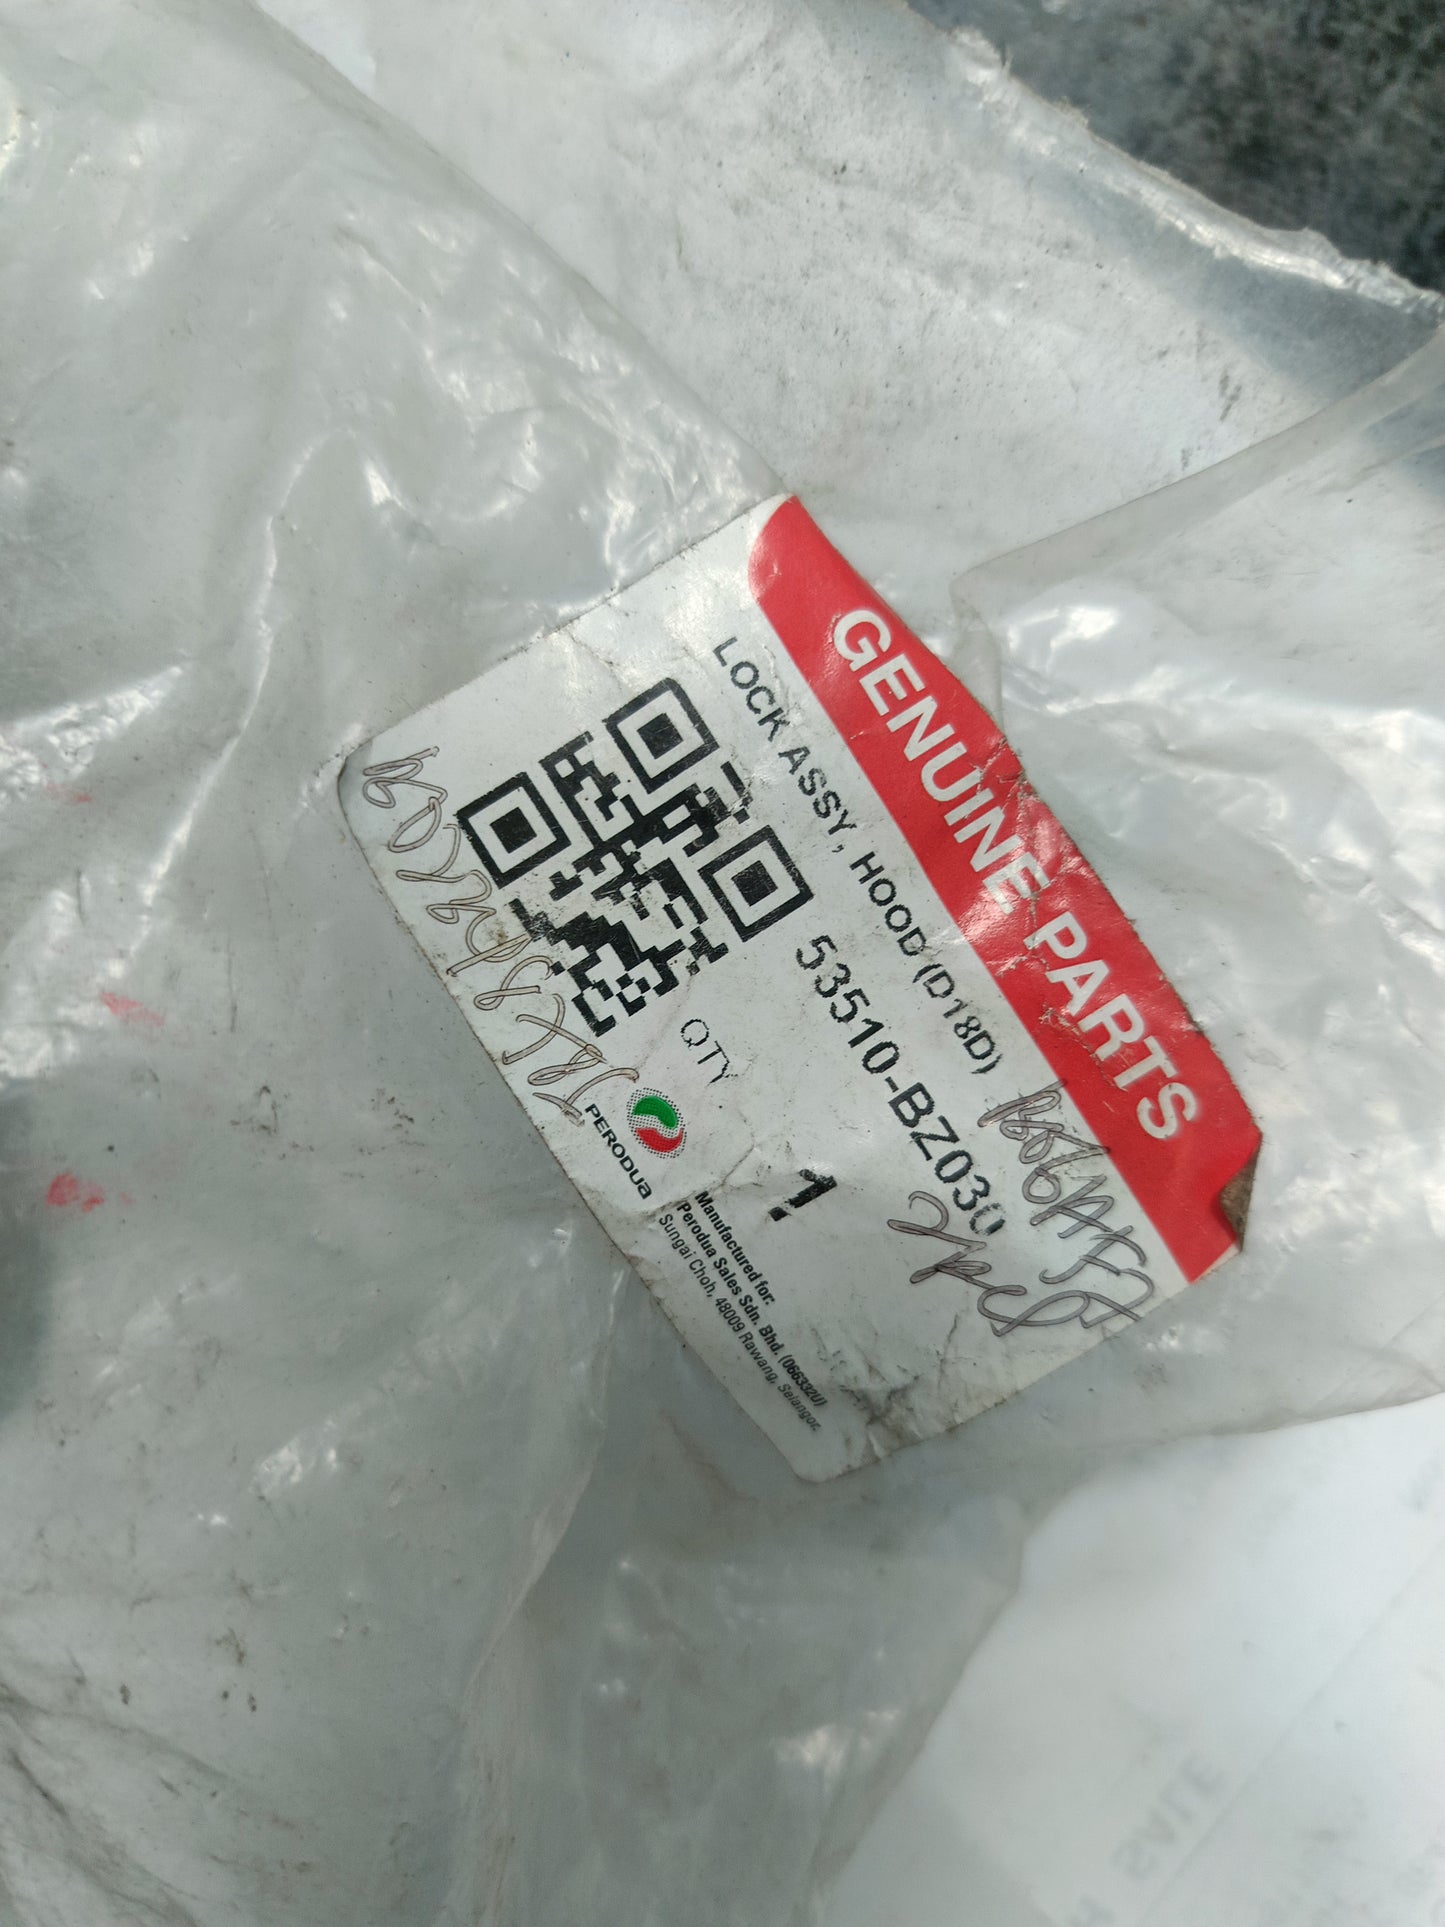 GENUINE PARTS
LOCK ASSY, HOOD (D18D)
53510-BZ030
QTY
1
PERODUA
Manufactured for:
Perodua Sales Sdn. Bhd. (066332U)
Sungai Choh, 48009 Rawang, Selangor.